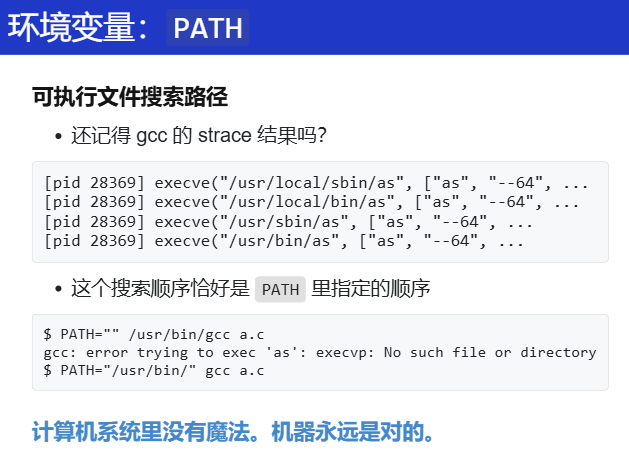 环境变量： PATH
可执行文件搜索路径
• 还记得 gcc 的 strace 结果吗？
[pid 28369] execve("/usr/local/sbin/as", ["as", "--64", ...
[pid 28369] execve("/usr/local/bin/as", ["as", "--64", ...
[pid 28369] execve("/usr/sbin/as", ["as", "--64", ...
[pid 28369] execve("/usr/bin/as", ["as", "--64", ...
• 这个搜索顺序恰好是 PATH 里指定的顺序
$ PATH="" /usr/bin/gcc a.c
gcc: error trying to exec 'as': execvp: No such file or directory
$ PATH="/usr/bin/" gcc a.c
计算机系统里没有魔法。机器永远是对的。